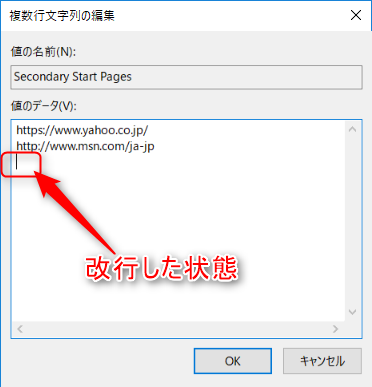 複数行文字列の編集
値の名前(N):
Secondary Start Pages
値のデータ(V):
https://www.yahoo.co.jp/
http://www.msn.com/ja-jp
改行した状態
OK
キャンセル